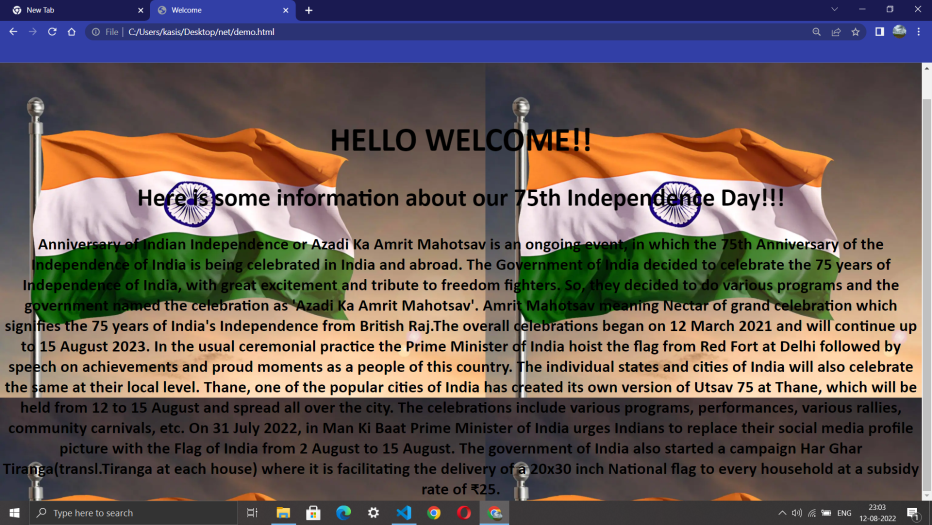 New Tab
Welcome
File
C:/Users/kasis/Desktop/net/demo.html
HELLO WELCOME!!
Here is some information about our 75th Independence Day!!!
Anniversary of Indian Independence or Azadi Ka Amrit Mahotsav is an ongoing event, in which the 75th Anniversary of the
Independence of India is being celebrated in India and abroad. The Government of India decided to celebrate the 75 years of
Independence of India, with great excitement and tribute to freedom fighters. So, they decided to do various programs and the
government named the celebration as 'Azadi Ka Amrit Mahotsav'. Amrit Mahotsav meaning Nectar of grand celebration which
signifies the 75 years of India's Independence from British Raj.The overall celebrations began on 12 March 2021 and will continue up
to 15 August 2023. In the usual ceremonial practice the Prime Minister of India hoist the flag from Red Fort at Delhi followed by
speech on achievements and proud moments as a people of this country. The individual states and cities of India will also celebrate
the same at their local level. Thane, one of the popular cities of India has created its own version of Utsav 75 at Thane, which will be
held from 12 to 15 August and spread all over the city. The celebrations include various programs, performances, various rallies,
community carnivals, etc. On 31 July 2022, in Man Ki Baat Prime Minister of India urges Indians to replace their social media profile
picture with the Flag of India from 2 August to 15 August. The government of India also started a campaign Har Ghar
Tiranga(transl.Tiranga at each house) where it is facilitating the delivery of a 20x30 inch National flag to every household at a subsidy
rate of ₹25.
Type here to search
ENG
23:03
12-08-2022
1